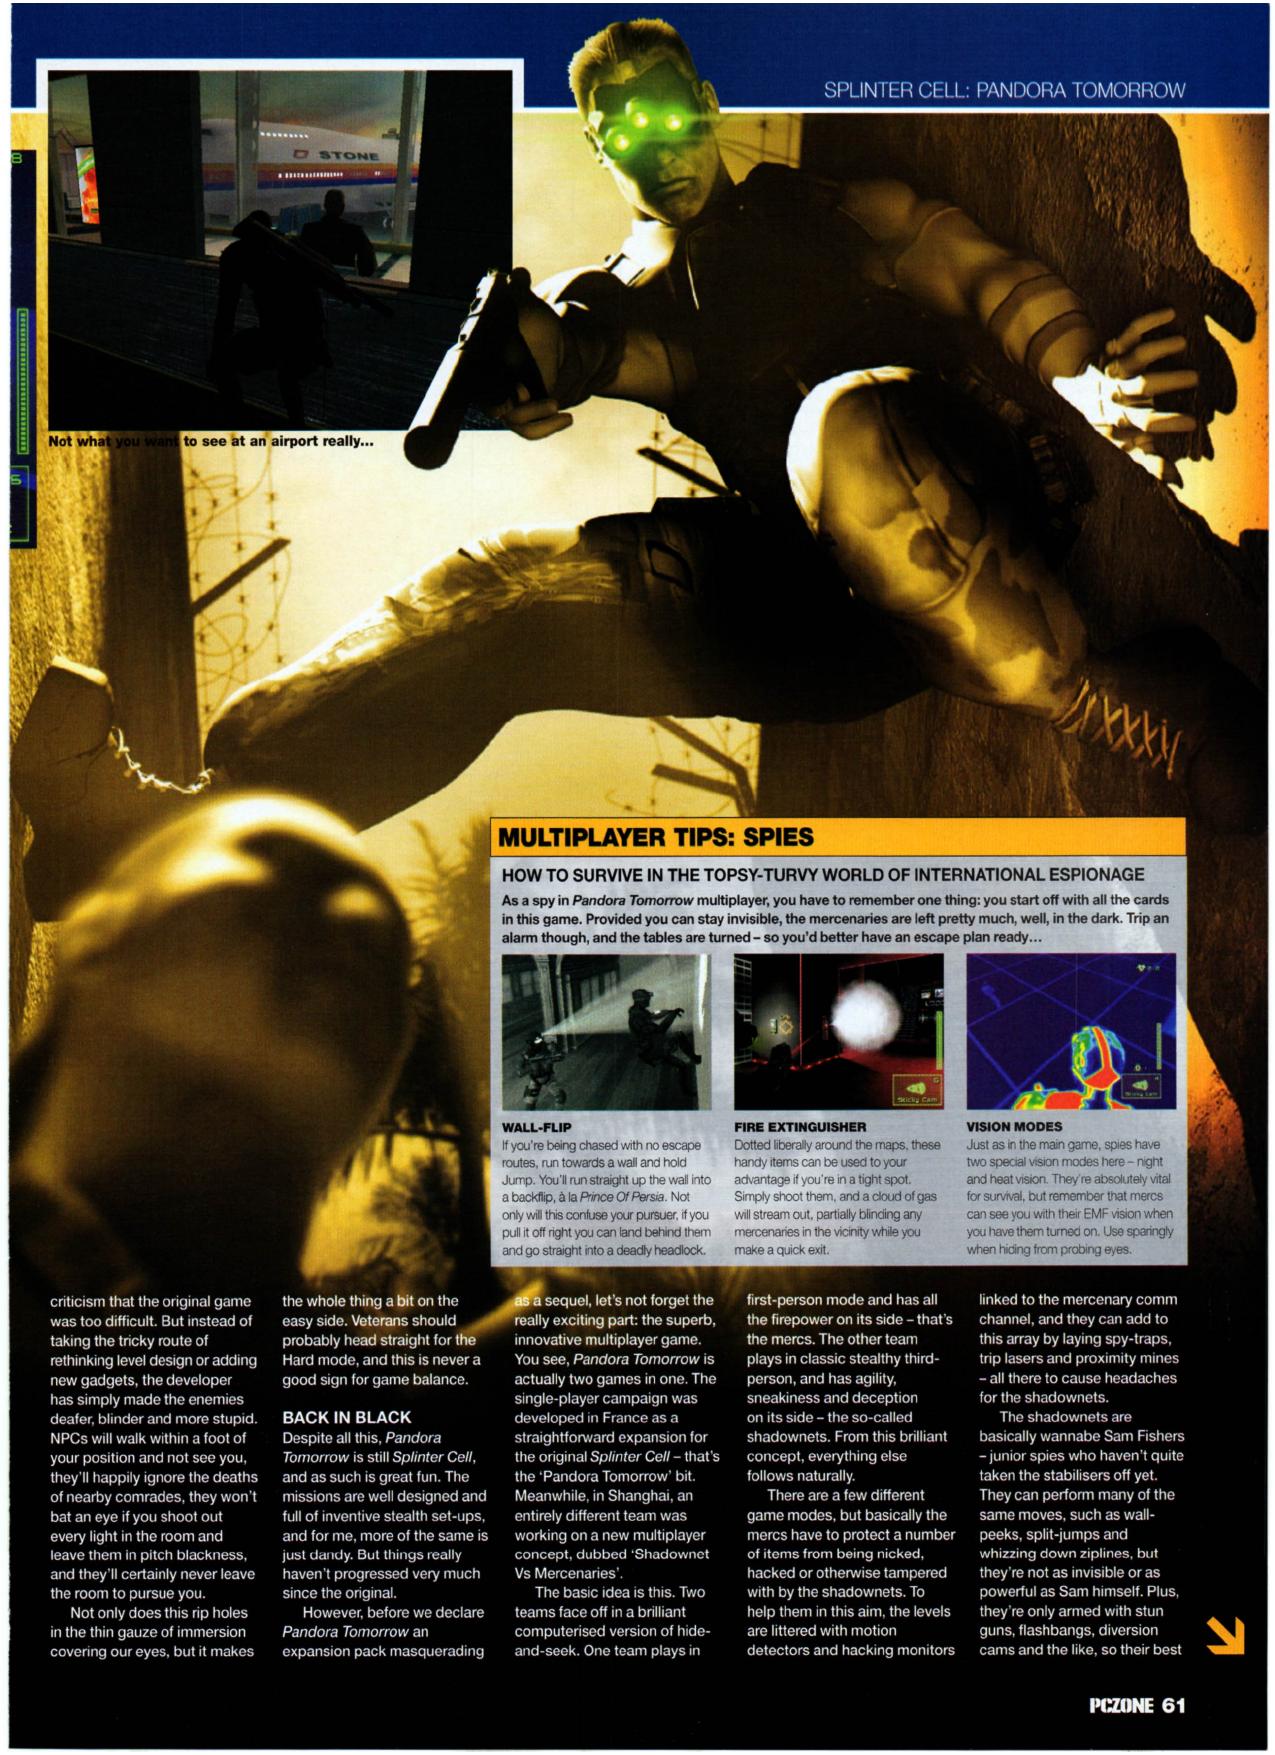 SPLINTER CELL: PANDORA TOMORROW
STONE
Not what you want to see at an airport really...
MULTIPLAYER TIPS: SPIES
HOW TO SURVIVE IN THE TOPSY-TURVY WORLD OF INTERNATIONAL ESPIONAGE
As a spy in Pandora Tomorrow multiplayer, you have to remember one thing: you start off with all the cards
in this game. Provided you can stay invisible, the mercenaries are left pretty much, well, in the dark. Trip an
alarm though, and the tables are turned – so you'd better have an escape plan ready...
Sticky Cam
Sticky Cam
WALL-FLIP
If you're being chased with no escape
routes, run towards a wall and hold
Jump. You'll run straight up the wall into
a backflip, à la Prince Of Persia. Not
only will this confuse your pursuer, if you
pull it off right you can land behind them
and go straight into a deadly headlock.
FIRE EXTINGUISHER
Dotted liberally around the maps, these
handy items can be used to your
advantage if you're in a tight spot.
Simply shoot them, and a cloud of gas
will stream out, partially blinding any
mercenaries in the vicinity while you
make a quick exit.
VISION MODES
Just as in the main game, spies have
two special vision modes here – night
and heat vision. They're absolutely vital
for survival, but remember that mercs
can see you with their EMF vision when
you have them turned on. Use sparingly
when hiding from probing eyes.
criticism that the original game
was too difficult. But instead of
taking the tricky route of
rethinking level design or adding
new gadgets, the developer
has simply made the enemies
deafer, blinder and more stupid.
NPCs will walk within a foot of
your position and not see you,
they'll happily ignore the deaths
of nearby comrades, they won't
bat an eye if you shoot out
every light in the room and
leave them in pitch blackness,
and they'll certainly never leave
the room to pursue you.
Not only does this rip holes
in the thin gauze of immersion
covering our eyes, but it makes
the whole thing a bit on the
easy side. Veterans should
probably head straight for the
Hard mode, and this is never a
good sign for game balance.
BACK IN BLACK
Despite all this, Pandora
Tomorrow is still Splinter Cell,
and as such is great fun. The
missions are well designed and
full of inventive stealth set-ups,
and for me, more of the same is
just dandy. But things really
haven't progressed very much
since the original.
However, before we declare
Pandora Tomorrow an
expansion pack masquerading
as a sequel, let's not forget the
really exciting part: the superb,
innovative multiplayer game.
You see, Pandora Tomorrow is
actually two games in one. The
single-player campaign was
developed in France as a
straightforward expansion for
the original Splinter Cell – that's
the 'Pandora Tomorrow' bit.
Meanwhile, in Shanghai, an
entirely different team was
working on a new multiplayer
concept, dubbed 'Shadownet
Vs Mercenaries'.
The basic idea is this. Two
teams face off in a brilliant
computerised version of hide-
and-seek. One team plays in
first-person mode and has all
the firepower on its side – that's
the mercs. The other team
plays in classic stealthy third-
person, and has agility,
sneakiness and deception
on its side – the so-called
shadownets. From this brilliant
concept, everything else
follows naturally.
There are a few different
game modes, but basically the
mercs have to protect a number
of items from being nicked,
hacked or otherwise tampered
with by the shadownets. To
help them in this aim, the levels
are littered with motion
detectors and hacking monitors
linked to the mercenary comm
channel, and they can add to
this array by laying spy-traps,
trip lasers and proximity mines
– all there to cause headaches
for the shadownets.
The shadownets are
basically wannabe Sam Fishers
– junior spies who haven't quite
taken the stabilisers off yet.
They can perform many of the
same moves, such as wall-
peeks, split-jumps and
whizzing down ziplines, but
they're not as invisible or as
powerful as Sam himself. Plus,
they're only armed with stun
guns, flashbangs, diversion
cams and the like, so their best
PCZONE 61